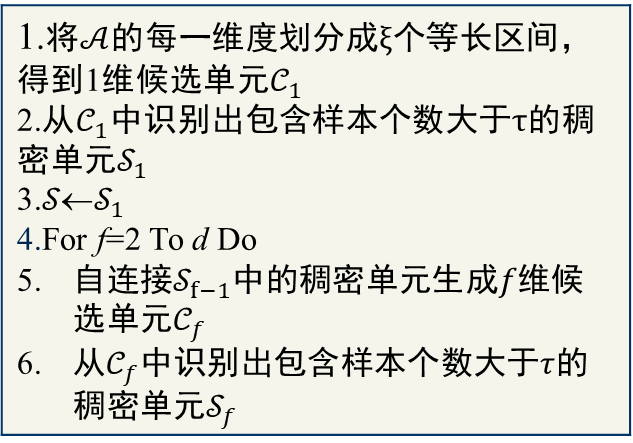 1.将𝒜的每一维度划分成ξ个等长区间，
得到1维候选单元𝒞₁
2.从𝒞₁中识别出包含样本个数大于τ的稠
密单元𝒮₁
3.𝒮←𝒮₁
4.For f=2 To d Do
5. 自连接𝒮f−1中的稠密单元生成f维候
选单元𝒞f
6. 从𝒞f中识别出包含样本个数大于τ的
稠密单元𝒮f